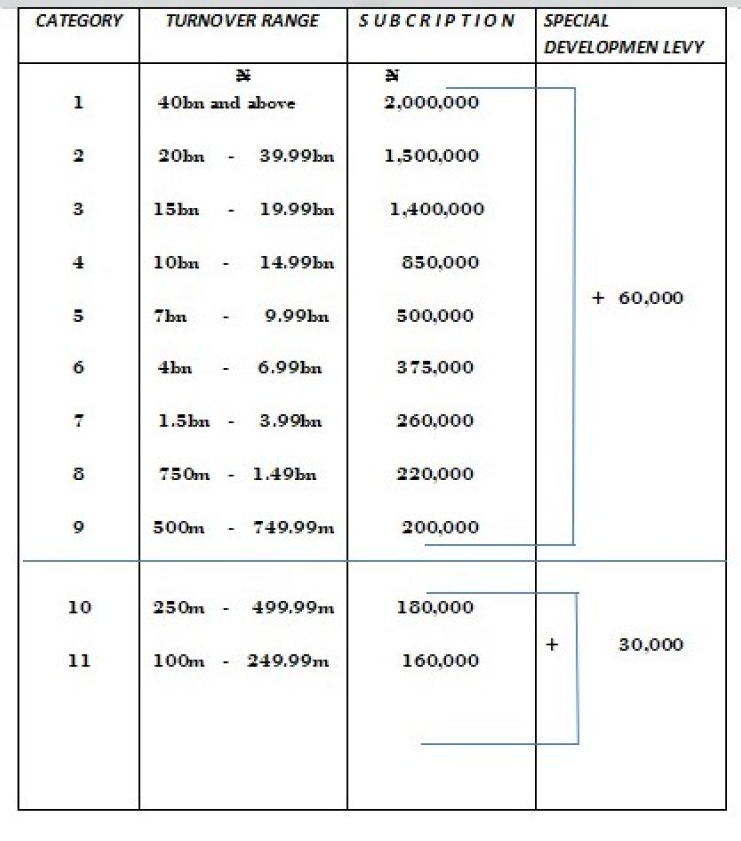 CATEGORY TURNOVER RANGE SUBCRIPTION SPECIAL
DEVELOPMEN LEVY
₦ ₦
1 40bn and above 2,000,000
2 20bn - 39.99bn 1,500,000
3 15bn - 19.99bn 1,400,000
4 10bn - 14.99bn 850,000
+ 60,000
5 7bn - 9.99bn 500,000
6 4bn - 6.99bn 375,000
7 1.5bn - 3.99bn 260,000
8 750m - 1.49bn 220,000
9 500m - 749.99m 200,000
10 250m - 499.99m 180,000
+ 30,000
11 100m - 249.99m 160,000